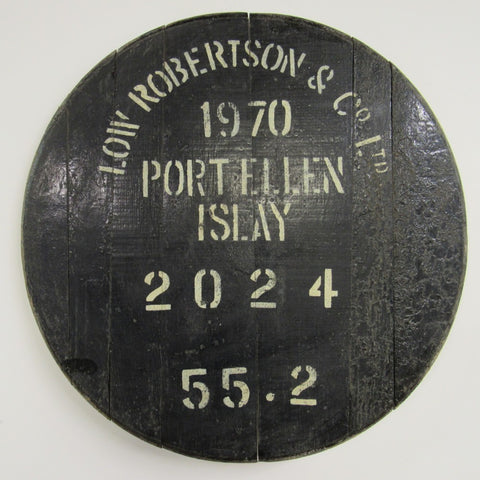 LOW ROBERTSON & Co. LTD
1970
PORT ELLEN
ISLAY
2024
55.2